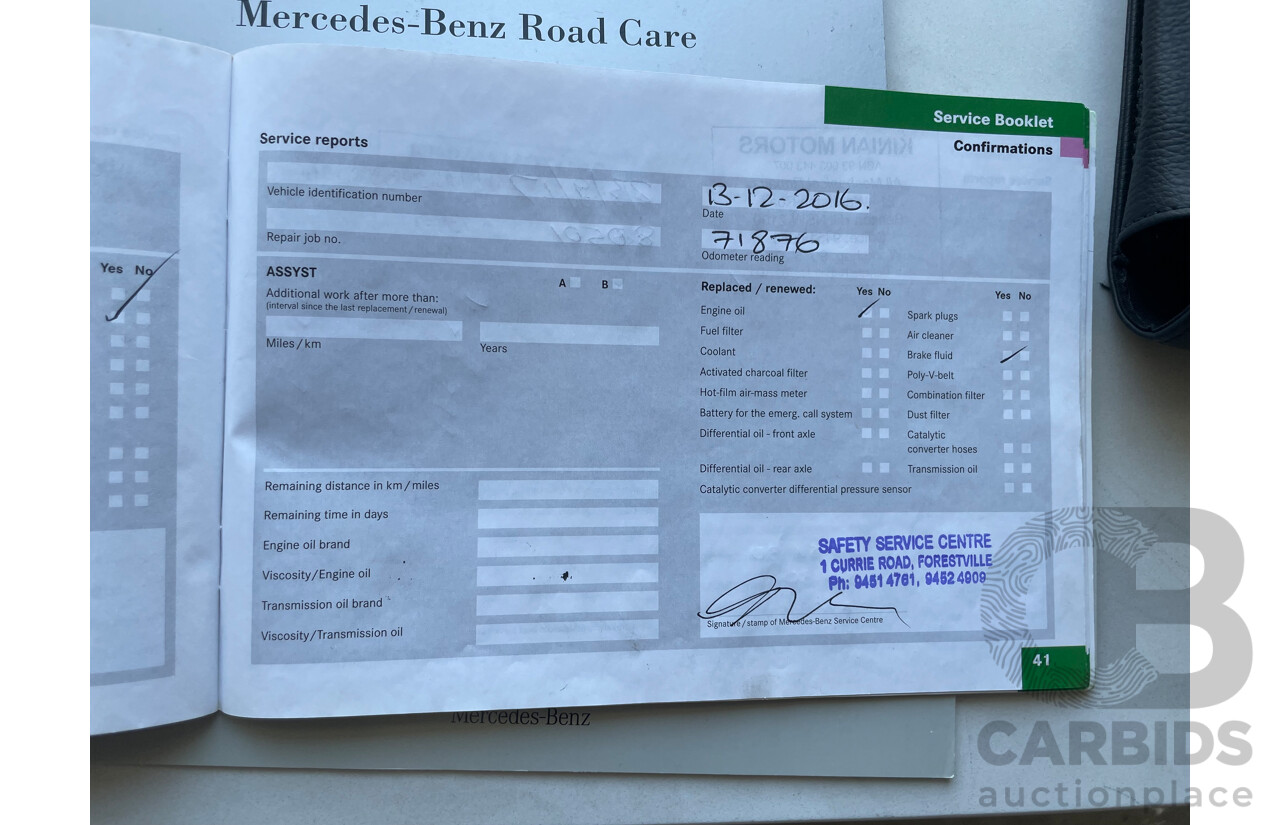 Mercedes-Benz Road Care
Service Booklet
Confirmations
Service reports
Vehicle identification number
Repair job no.
13-12-2016.
Date
71876
Odometer reading
Yes No
ASSYST
A B
Additional work after more than:
(interval since the last replacement/renewal)
Miles/km
Years
Remaining distance in km/miles
Remaining time in days
Engine oil brand
Viscosity/Engine oil
Transmission oil brand
Viscosity/Transmission oil
Replaced / renewed:
Yes No
Engine oil
Fuel filter
Coolant
Activated charcoal filter
Hot-film air-mass meter
Battery for the emerg. call system
Differential oil - front axle
Differential oil - rear axle
Catalytic converter differential pressure sensor
Yes No
Spark plugs
Air cleaner
Brake fluid
Poly-V-belt
Combination filter
Dust filter
Catalytic
converter hoses
Transmission oil
SAFETY SERVICE CENTRE
1 CURRIE ROAD, FORESTVILLE
Ph: 9451 4761, 9452 4909
Signature/stamp of Mercedes-Benz Service Centre
41
Mercedes-Benz
CARBIDS
auctionplace